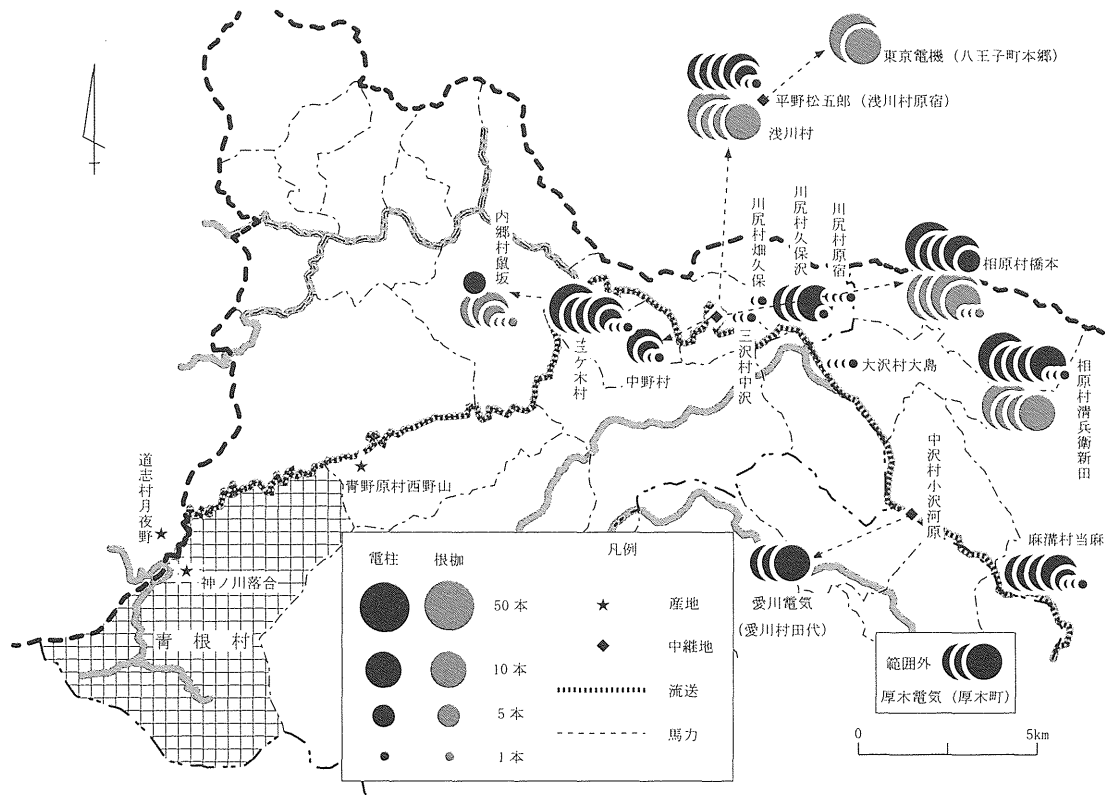 東京電機（八王子町本郷）
平野松五郎（浅川村原宿）
浅川村
川尻村畑久保
川尻村久保沢
川尻村原宿
内郷村鼠坂
相原村橋本
三ケ木村
中野村
三沢村中沢
大沢村大島
相原村清兵衛新田
道志村月夜野
青野原村西野山
中沢村小沢河原
神ノ川落合
麻溝村当麻
青根村
愛川電気
（愛川村田代）
範囲外
厚木電気（厚木町）
凡例
電柱
根枷
50本
10本
5本
1本
産地
中継地
流送
馬力
0
5km